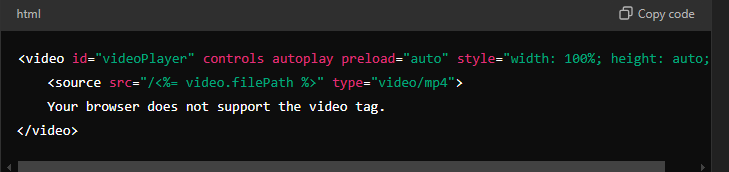 html
Copy code
<video id="videoPlayer" controls autoplay preload="auto" style="width: 100%; height: auto;
<source src="/<%= video.filePath %>" type="video/mp4">
Your browser does not support the video tag.
</video>